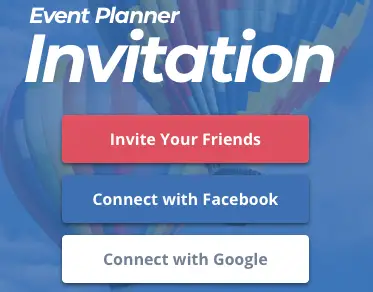 Event Planner
Invitation
Invite Your Friends
Connect with Facebook
Connect with Google